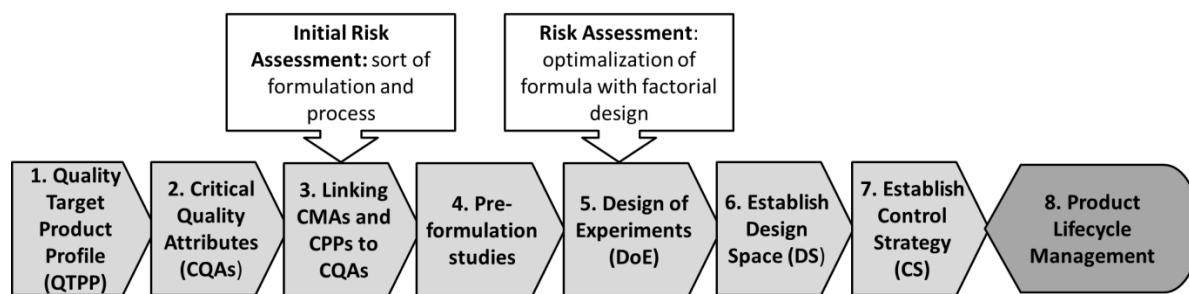 Initial Risk
Assessment: sort of
formulation and
process
Risk Assessment:
optimalization of
formula with factorial
design
1. Quality
Target
Product
Profile
(QTPP)
2. Critical
Quality
Attributes
(CQAs)
3. Linking
CMAs and
CPPs to
CQAs
4. Pre-
formulation
studies
5. Design of
Experiments
(DoE)
6. Establish
Design
Space (DS)
7. Establish
Control
Strategy
(CS)
8. Product
Lifecycle
Management